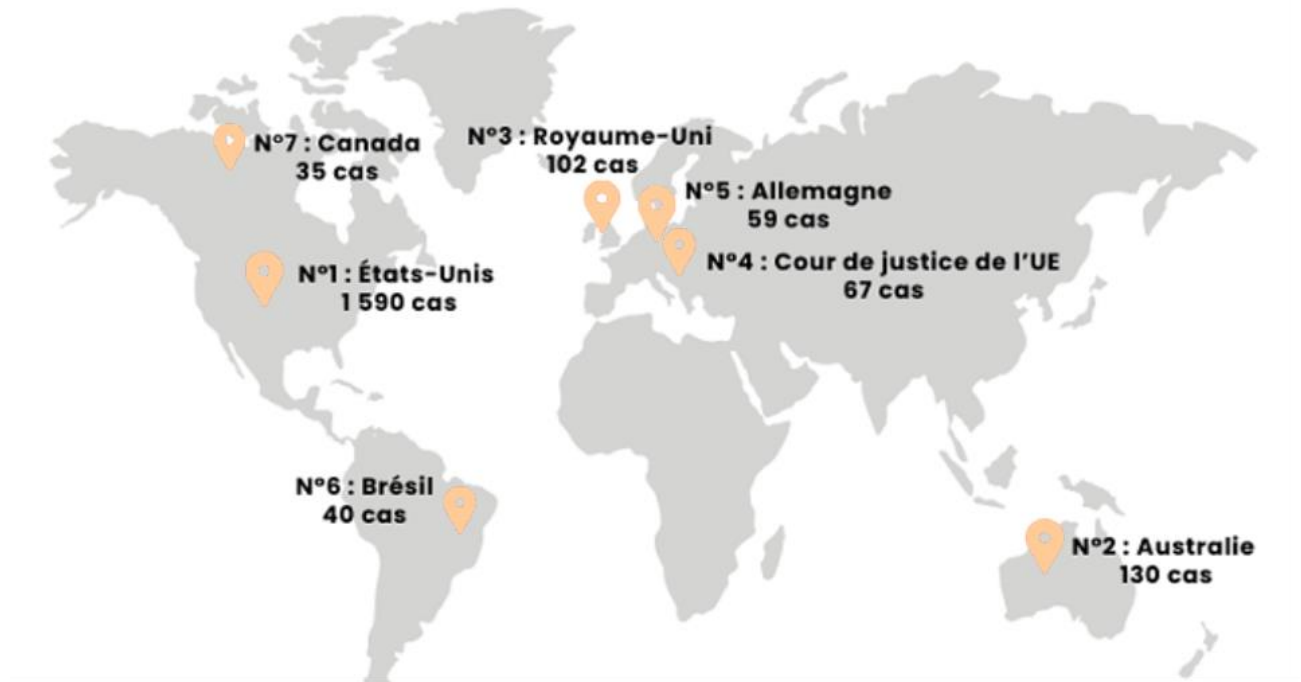 N°3 : Royaume-Uni
102 cas
N°7 : Canada
35 cas
N°5 : Allemagne
59 cas
N°4 : Cour de justice de l'UE
67 cas
N°1 : États-Unis
1 590 cas
N°6 : Brésil
40 cas
N°2 : Australie
130 cas